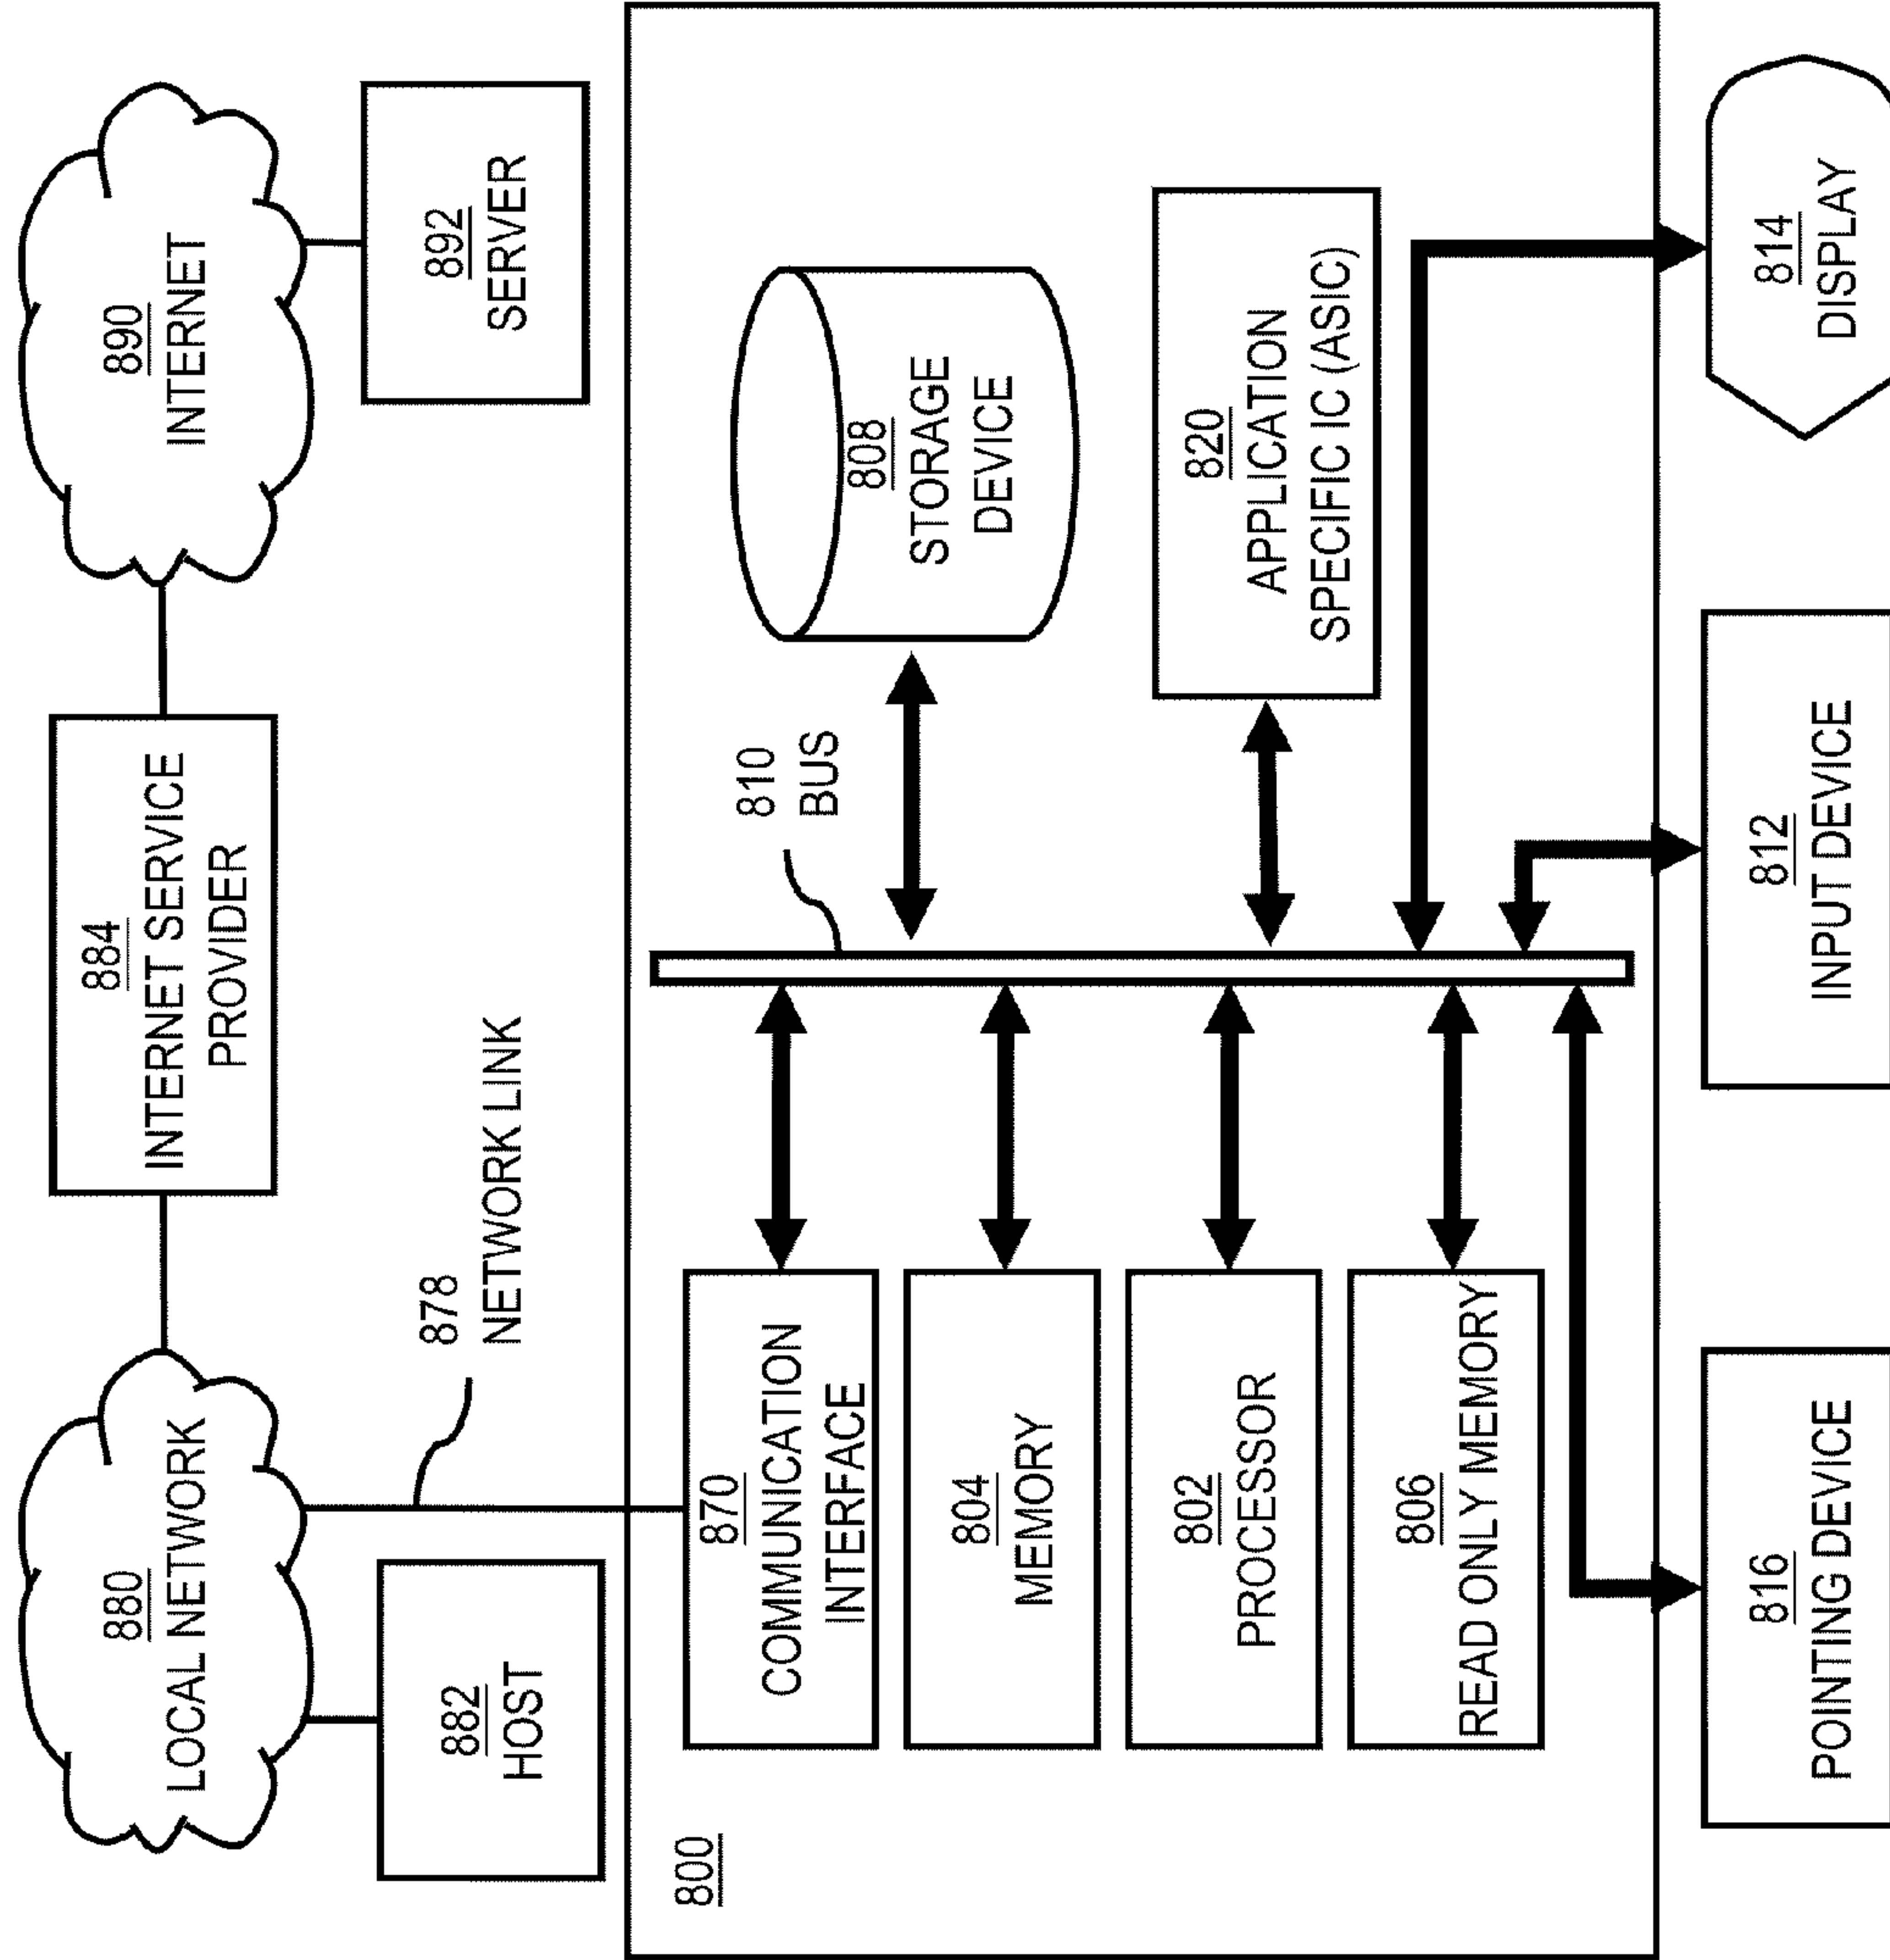 880
LOCAL NETWORK
884
INTERNET SERVICE
PROVIDER
890
INTERNET
882
HOST
878
NETWORK LINK
892
SERVER
800
870
COMMUNICATION
INTERFACE
810
BUS
808
STORAGE
DEVICE
804
MEMORY
802
PROCESSOR
820
APPLICATION
SPECIFIC IC (ASIC)
806
READ ONLY MEMORY
816
POINTING DEVICE
812
INPUT DEVICE
814
DISPLAY